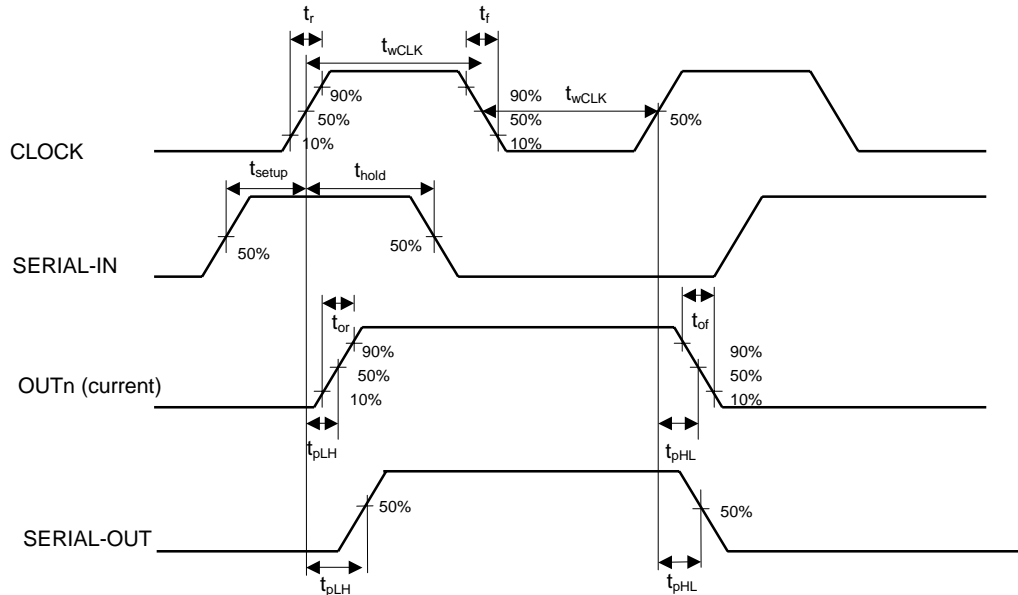 tr
tf
twCLK
90%
50%
10%
90%
50%
10%
twCLK
50%
CLOCK
tsetup
thold
50%
50%
SERIAL-IN
tor
tof
90%
50%
10%
90%
50%
10%
OUTn (current)
tpLH
tpHL
50%
50%
SERIAL-OUT
tpLH
tpHL